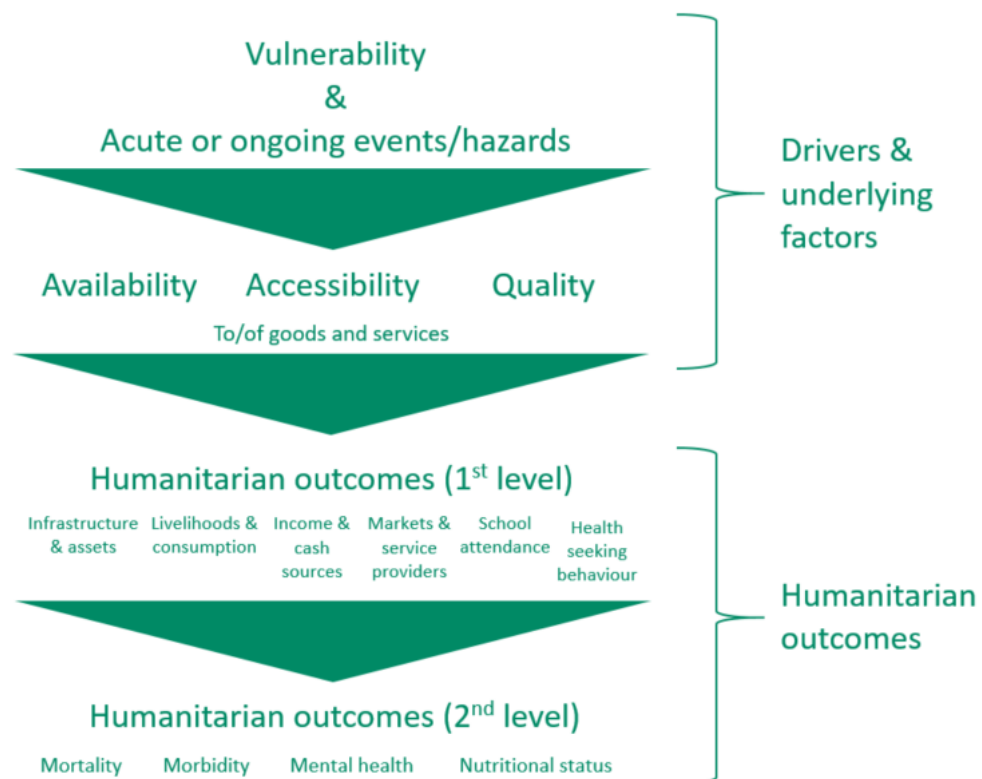 Vulnerability
&
Acute or ongoing events/hazards
Drivers &
underlying
factors
Availability Accessibility Quality
To/of goods and services
Humanitarian outcomes (1st level)
Infrastructure
& assets
Livelihoods &
consumption
Income &
cash
sources
Markets &
service
providers
School
attendance
Health
seeking
behaviour
Humanitarian
outcomes
Humanitarian outcomes (2nd level)
Mortality Morbidity Mental health Nutritional status